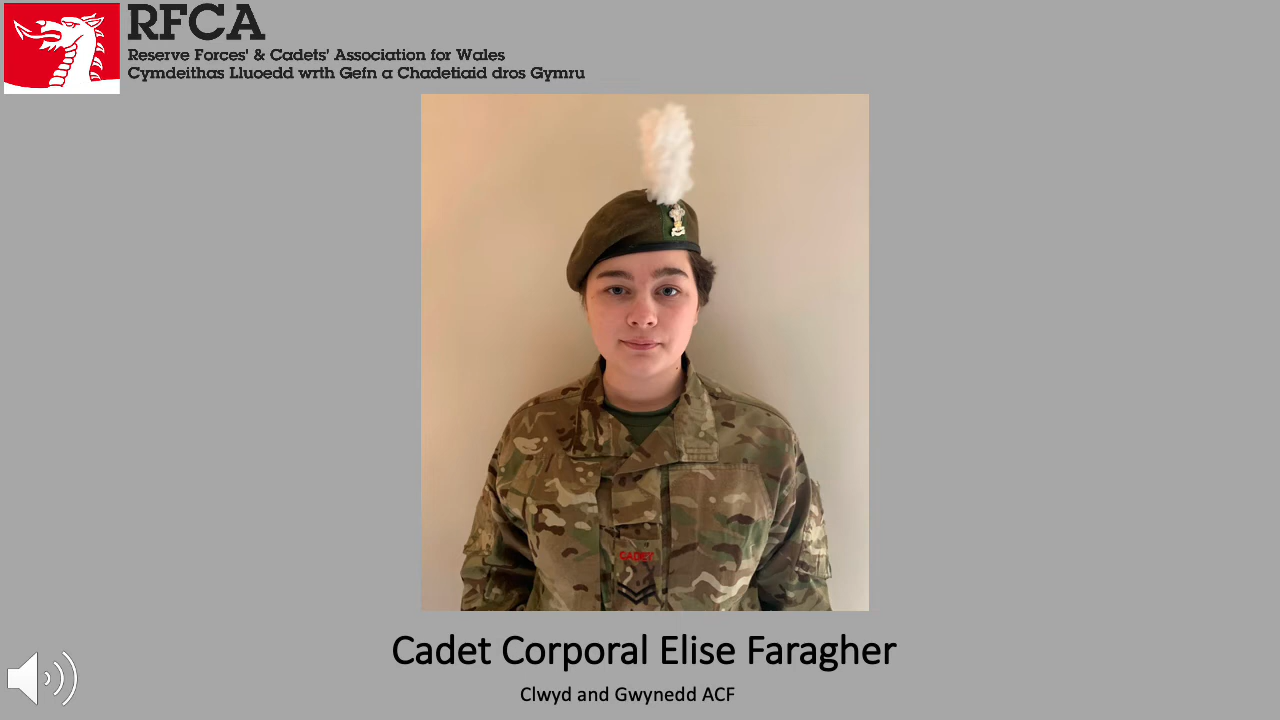 RFCA
Reserve Forces' & Cadets' Association for Wales
Cymdeithas Lluoedd wrth Gefn a Chadetiaid dros Gymru
CADET
Cadet Corporal Elise Faragher
Clwyd and Gwynedd ACF